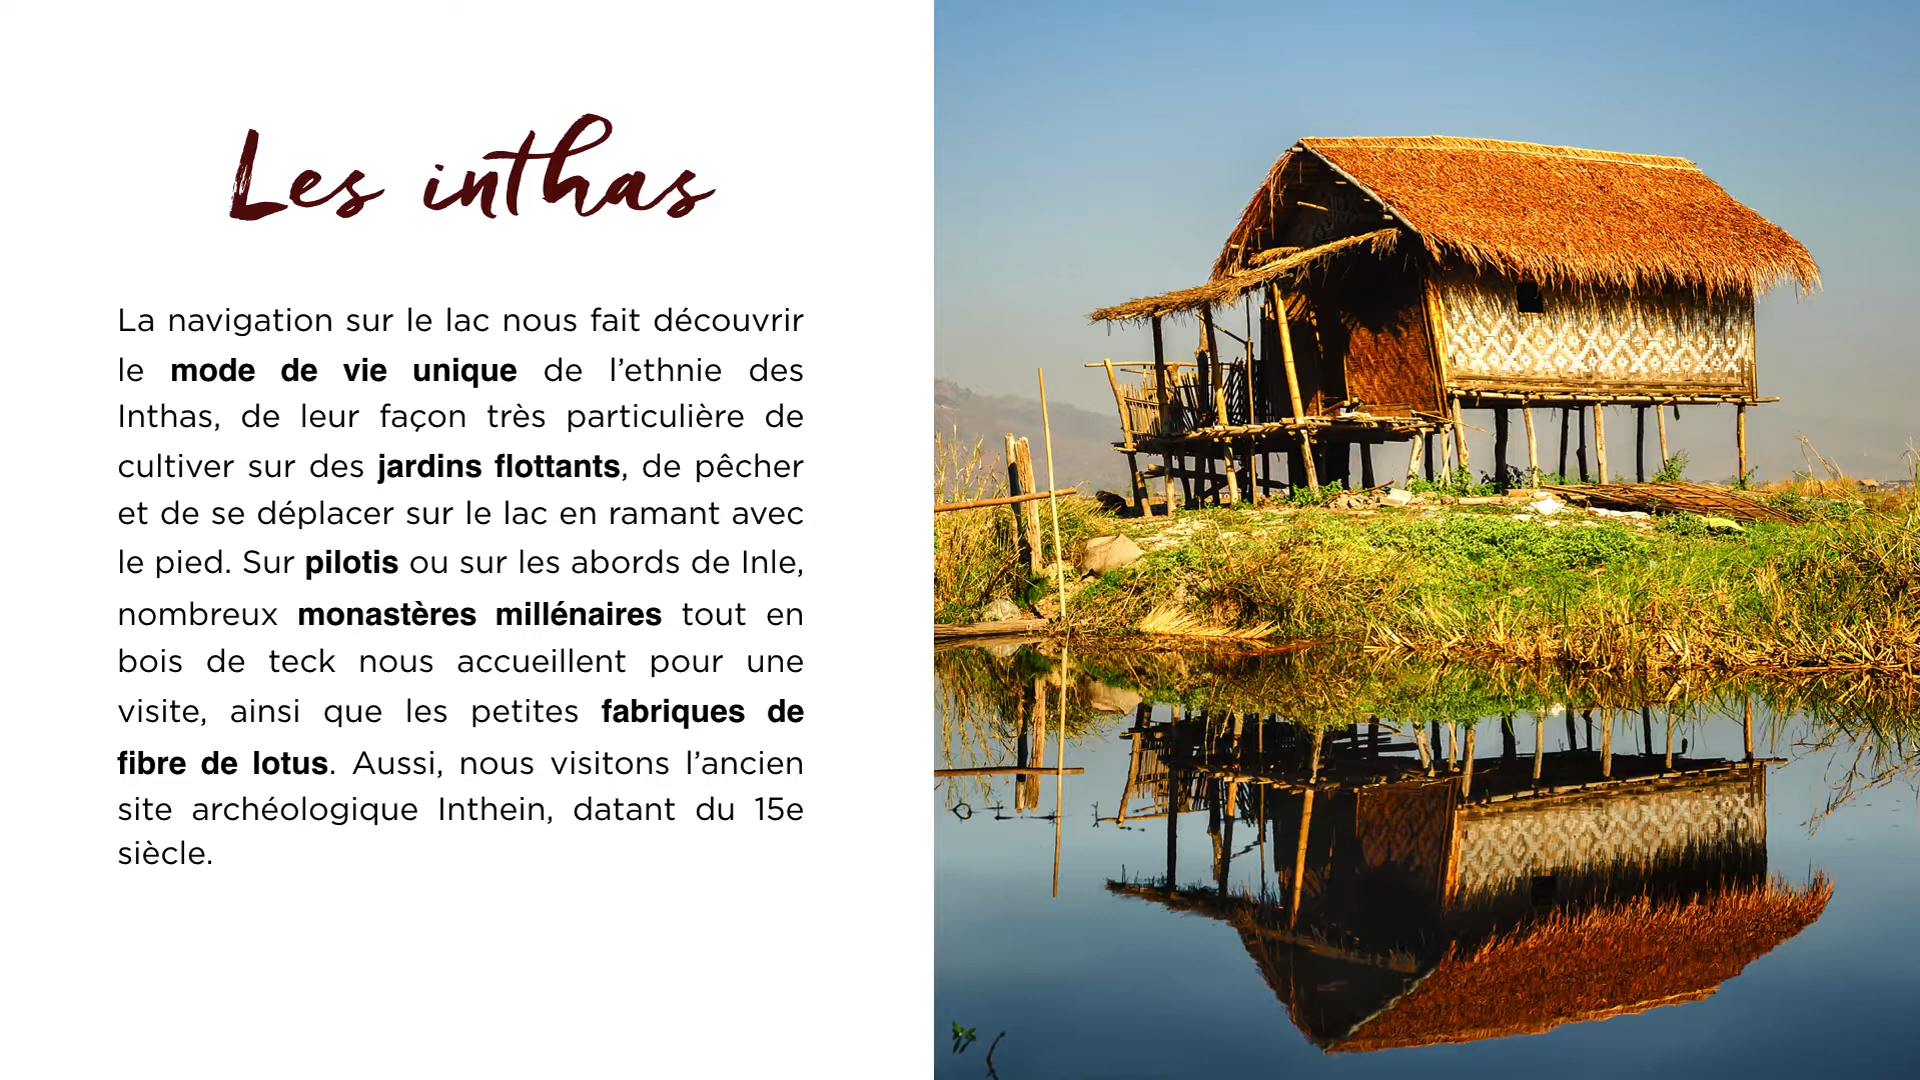 Les inthas
La navigation sur le lac nous fait découvrir
le mode de vie unique de l’ethnie des
Inthas, de leur façon très particulière de
cultiver sur des jardins flottants, de pêcher
et de se déplacer sur le lac en ramant avec
le pied. Sur pilotis ou sur les abords de Inle,
nombreux monastères millénaires tout en
bois de teck nous accueillent pour une
visite, ainsi que les petites fabriques de
fibre de lotus. Aussi, nous visitons l’ancien
site archéologique Inthein, datant du 15e
siècle.